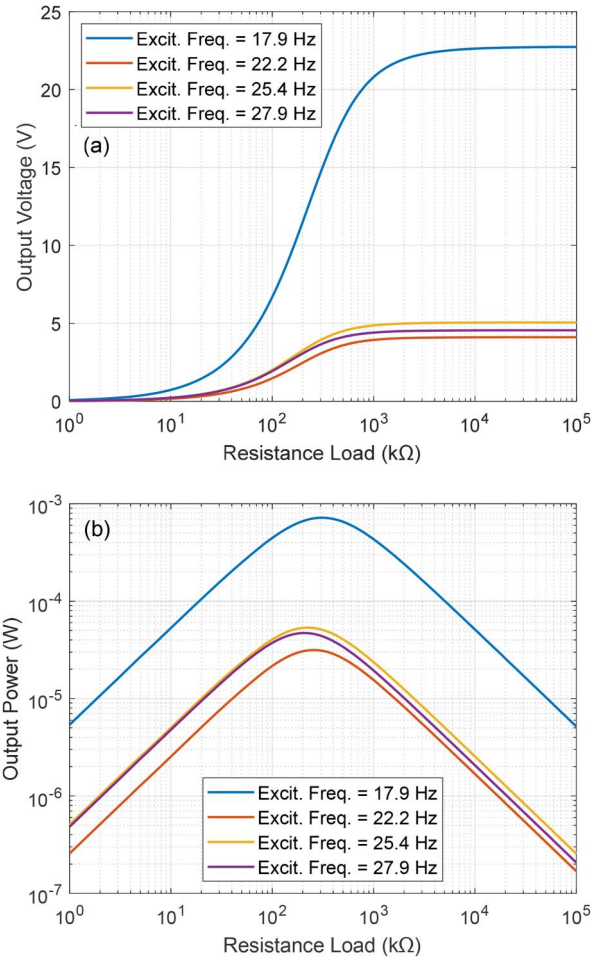 25
20
15
10
5
0
Output Voltage (V)
Excit. Freq. = 17.9 Hz
Excit. Freq. = 22.2 Hz
Excit. Freq. = 25.4 Hz
Excit. Freq. = 27.9 Hz
(a)
10^0 10^1 10^2 10^3 10^4 10^5
Resistance Load (kΩ)
10^-3
10^-4
10^-5
10^-6
10^-7
Output Power (W)
(b)
Excit. Freq. = 17.9 Hz
Excit. Freq. = 22.2 Hz
Excit. Freq. = 25.4 Hz
Excit. Freq. = 27.9 Hz
10^0 10^1 10^2 10^3 10^4 10^5
Resistance Load (kΩ)